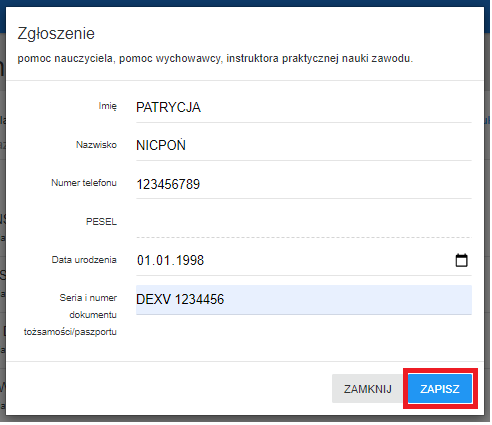 Zgłoszenie
pomoc nauczyciela, pomoc wychowawcy, instruktora praktycznej nauki zawodu.
Imię
PATRYCJA
Nazwisko
NICPOŃ
Numer telefonu
123456789
PESEL
Data urodzenia
01.01.1998
Seria i numer
dokumentu
tożsamości/paszportu
DEXV 1234456
ZAMKNIJ
ZAPISZ